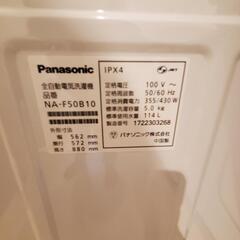 Panasonic
全自動電気洗濯機
品番
NA-F50B10
外形寸法
幅 562 mm
奥行 572 mm
高さ 880 mm
IPX4
JET
定格電圧 100 V ~
定格周波数 50/60 Hz
定格消費電力 355/430 W
標準洗濯容量 5.0 kg
標準使用水量 114 L
製造番号 1722303268
パナソニック株式会社
中国製